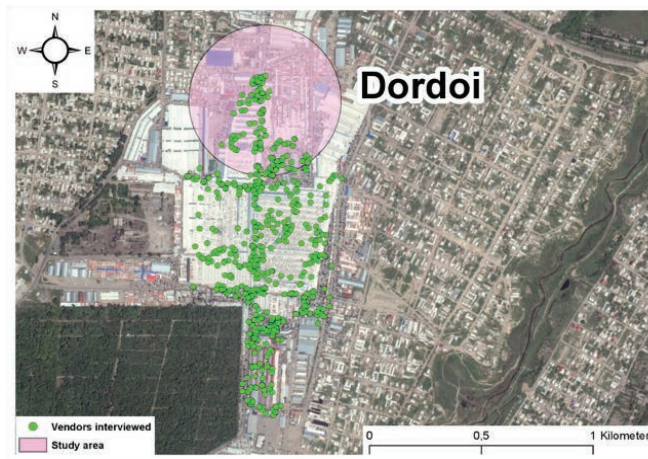 N
W E
S
Dordoi
Vendors interviewed
Study area
0 0,5 1 Kilometer